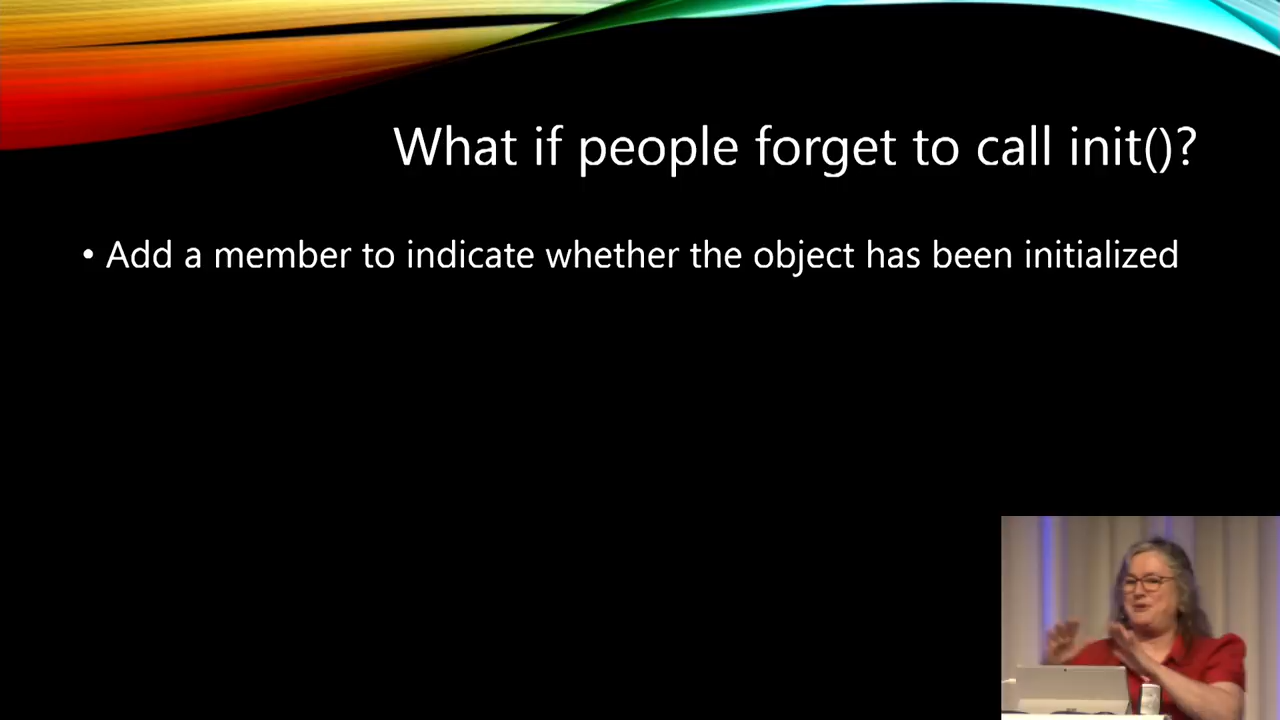 What if people forget to call init()?
• Add a member to indicate whether the object has been initialized